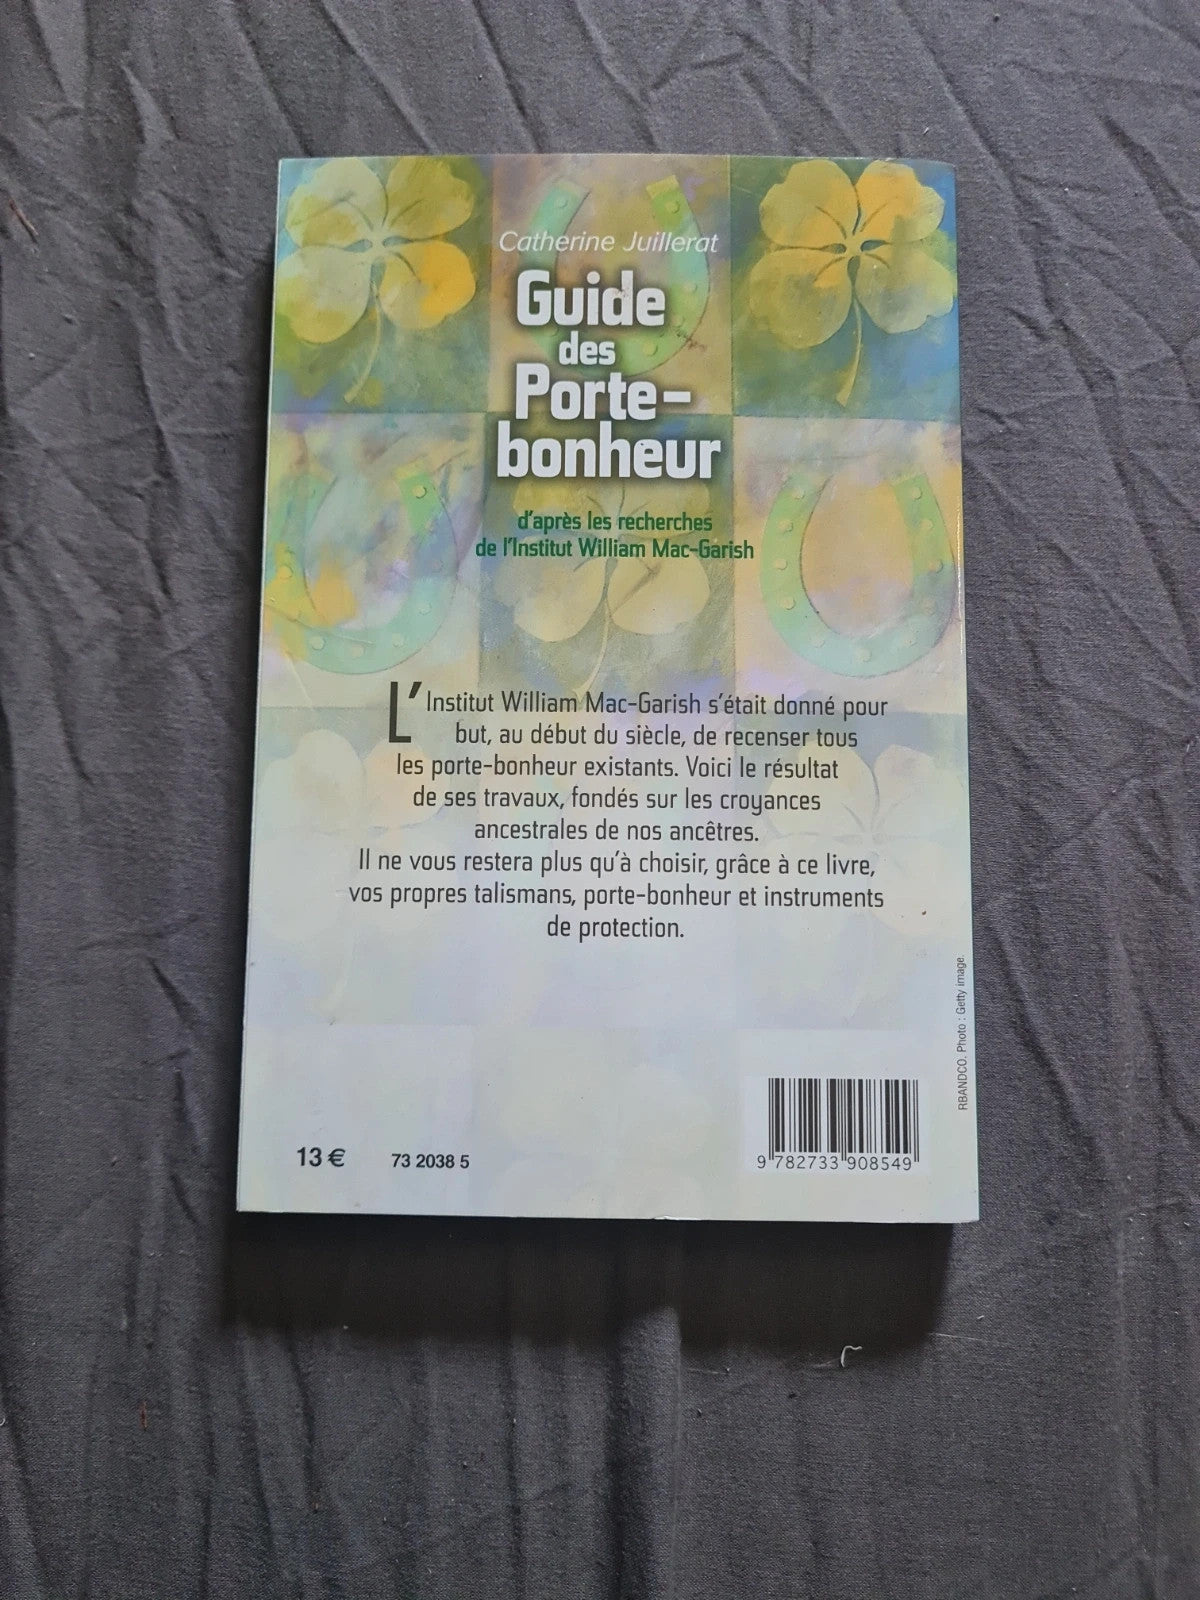 Catherine Juillerat
Guide
des
Porte-
bonheur
d'après les recherches
de l'Institut William Mac-Garish
L'Institut William Mac-Garish s'était donné pour
but, au début du siècle, de recenser tous
les porte-bonheur existants. Voici le résultat
de ses travaux, fondés sur les croyances
ancestrales de nos ancêtres.
Il ne vous restera plus qu'à choisir, grâce à ce livre,
vos propres talismans, porte-bonheur et instruments
de protection.
RBANDCO. Photo : Getty image.
13 €
73 2038 5
9 782733 908549